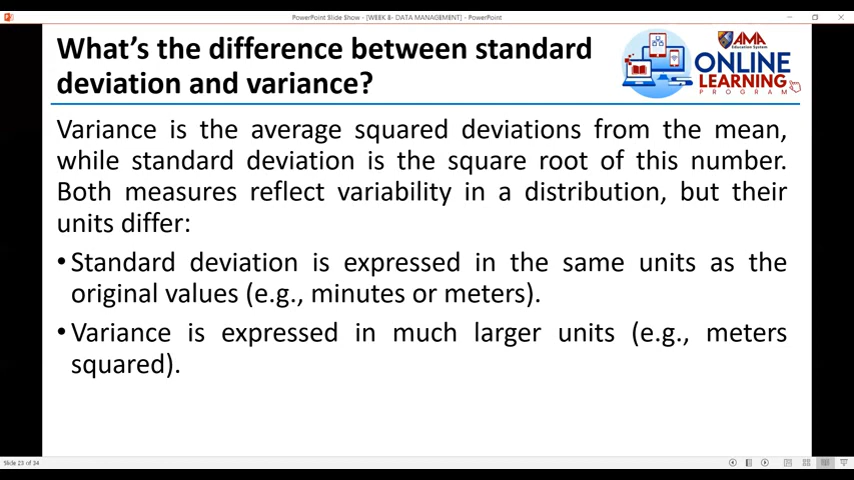 PowerPoint Slide Show - [WEEK 8- DATA MANAGEMENT] - PowerPoint
What's the difference between standard
deviation and variance?
AMA
Education System
ONLINE
LEARNING
PROGRAM
Variance is the average squared deviations from the mean,
while standard deviation is the square root of this number.
Both measures reflect variability in a distribution, but their
units differ:
• Standard deviation is expressed in the same units as the
original values (e.g., minutes or meters).
• Variance is expressed in much larger units (e.g., meters
squared).
Slide 23 of 34